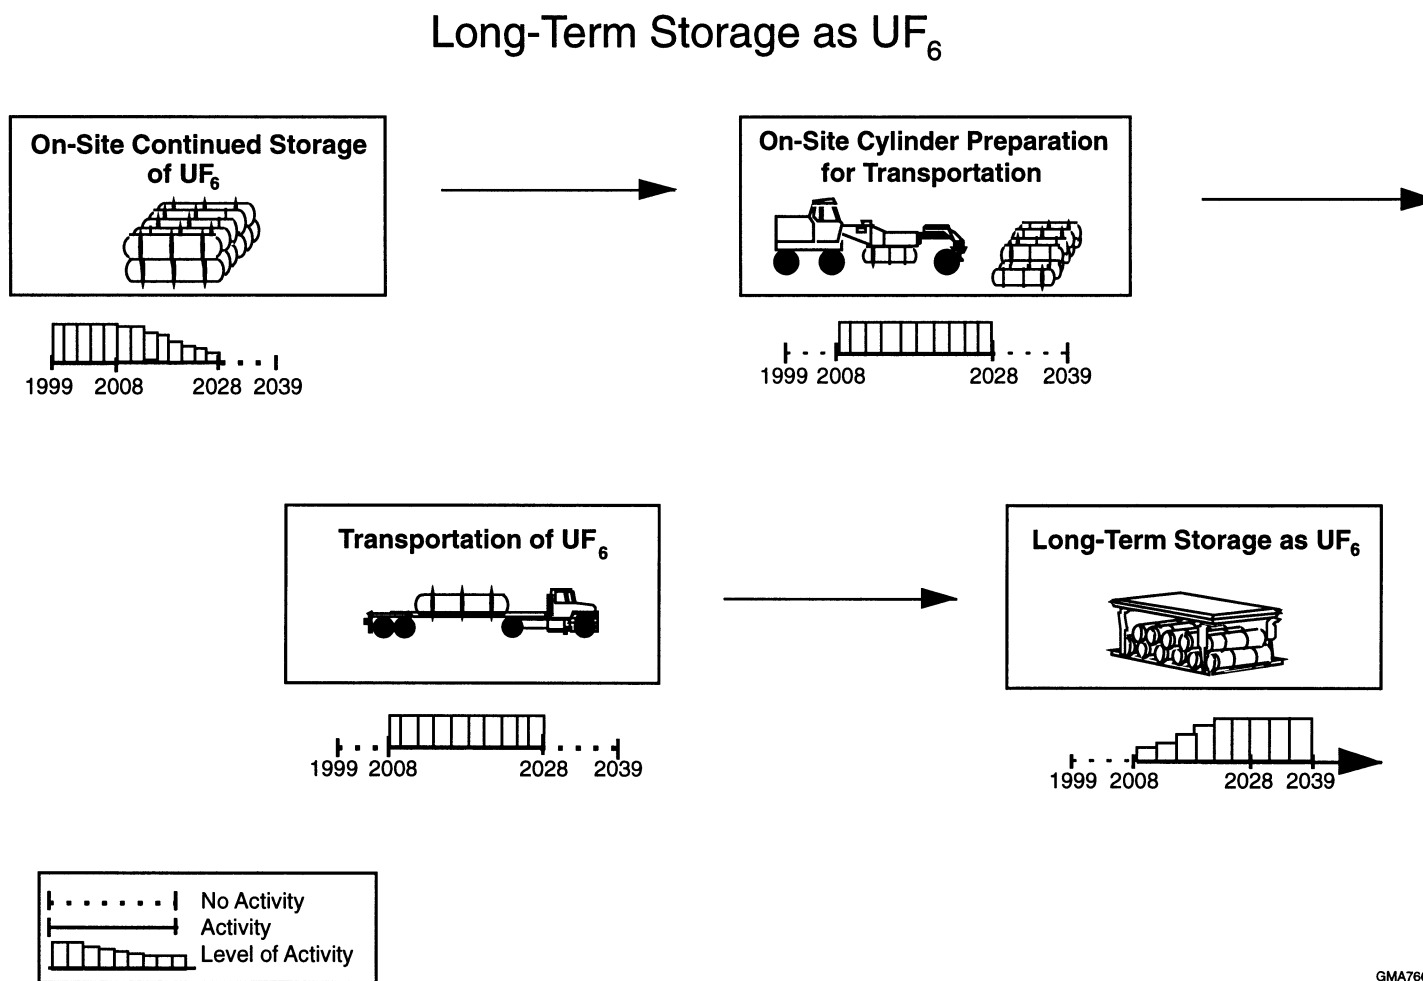 Long-Term Storage as UF6
On-Site Continued Storage
of UF6
1999 2008 2028 2039
On-Site Cylinder Preparation
for Transportation
1999 2008 2028 2039
Transportation of UF6
1999 2008 2028 2039
Long-Term Storage as UF6
1999 2008 2028 2039
No Activity
Activity
Level of Activity